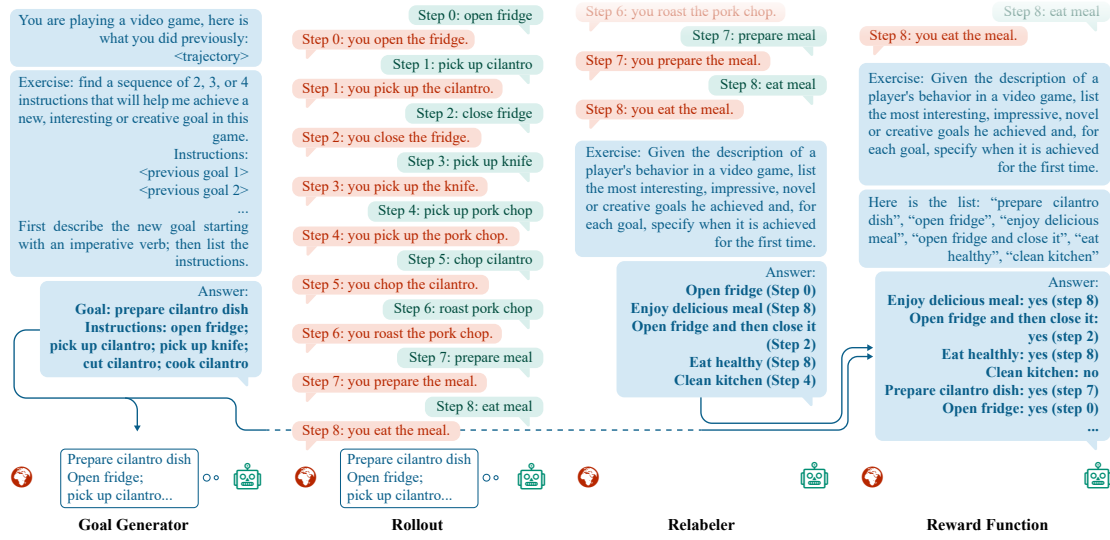 You are playing a video game, here is
what you did previously:
<trajectory>
Exercise: find a sequence of 2, 3, or 4
instructions that will help me achieve a
new, interesting or creative goal in this
game.
Instructions:
<previous goal 1>
<previous goal 2>
...
First describe the new goal starting
with an imperative verb; then list the
instructions.
Answer:
Goal: prepare cilantro dish
Instructions: open fridge;
pick up cilantro; pick up knife;
cut cilantro; cook cilantro
Prepare cilantro dish
Open fridge;
pick up cilantro...
Goal Generator
Step 0: open fridge
Step 0: you open the fridge.
Step 1: pick up cilantro
Step 1: you pick up the cilantro.
Step 2: close fridge
Step 2: you close the fridge.
Step 3: pick up knife
Step 3: you pick up the knife.
Step 4: pick up pork chop
Step 4: you pick up the pork chop.
Step 5: chop cilantro
Step 5: you chop the cilantro.
Step 6: roast pork chop
Step 6: you roast the pork chop.
Step 7: prepare meal
Step 7: you prepare the meal.
Step 8: eat meal
Step 8: you eat the meal.
Prepare cilantro dish
Open fridge;
pick up cilantro...
Rollout
Step 6: you roast the pork chop.
Step 7: prepare meal
Step 7: you prepare the meal.
Step 8: eat meal
Step 8: you eat the meal.
Exercise: Given the description of a
player's behavior in a video game, list
the most interesting, impressive, novel
or creative goals he achieved and, for
each goal, specify when it is achieved
for the first time.
Answer:
Open fridge (Step 0)
Enjoy delicious meal (Step 8)
Open fridge and then close it
(Step 2)
Eat healthy (Step 8)
Clean kitchen (Step 4)
Relabeler
Step 8: eat meal
Step 8: you eat the meal.
Exercise: Given the description of a
player's behavior in a video game, list
the most interesting, impressive, novel
or creative goals he achieved and, for
each goal, specify when it is achieved
for the first time.
Here is the list: “prepare cilantro
dish”, “open fridge”, “enjoy delicious
meal”, “open fridge and close it”, “eat
healthy”, “clean kitchen”
Answer:
Enjoy delicious meal: yes (step 8)
Open fridge and then close it:
yes (step 2)
Eat healthly: yes (step 8)
Clean kitchen: no
Prepare cilantro dish: yes (step 7)
Open fridge: yes (step 0)
...
Reward Function